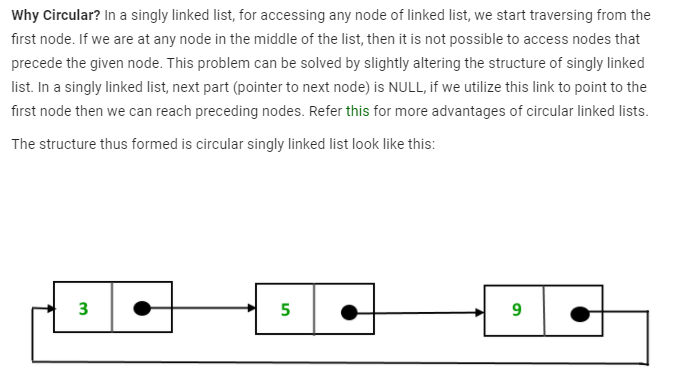 Why Circular? In a singly linked list, for accessing any node of linked list, we start traversing from the
first node. If we are at any node in the middle of the list, then it is not possible to access nodes that
precede the given node. This problem can be solved by slightly altering the structure of singly linked
list. In a singly linked list, next part (pointer to next node) is NULL, if we utilize this link to point to the
first node then we can reach preceding nodes. Refer this for more advantages of circular linked lists.
The structure thus formed is circular singly linked list look like this:
3 5 9